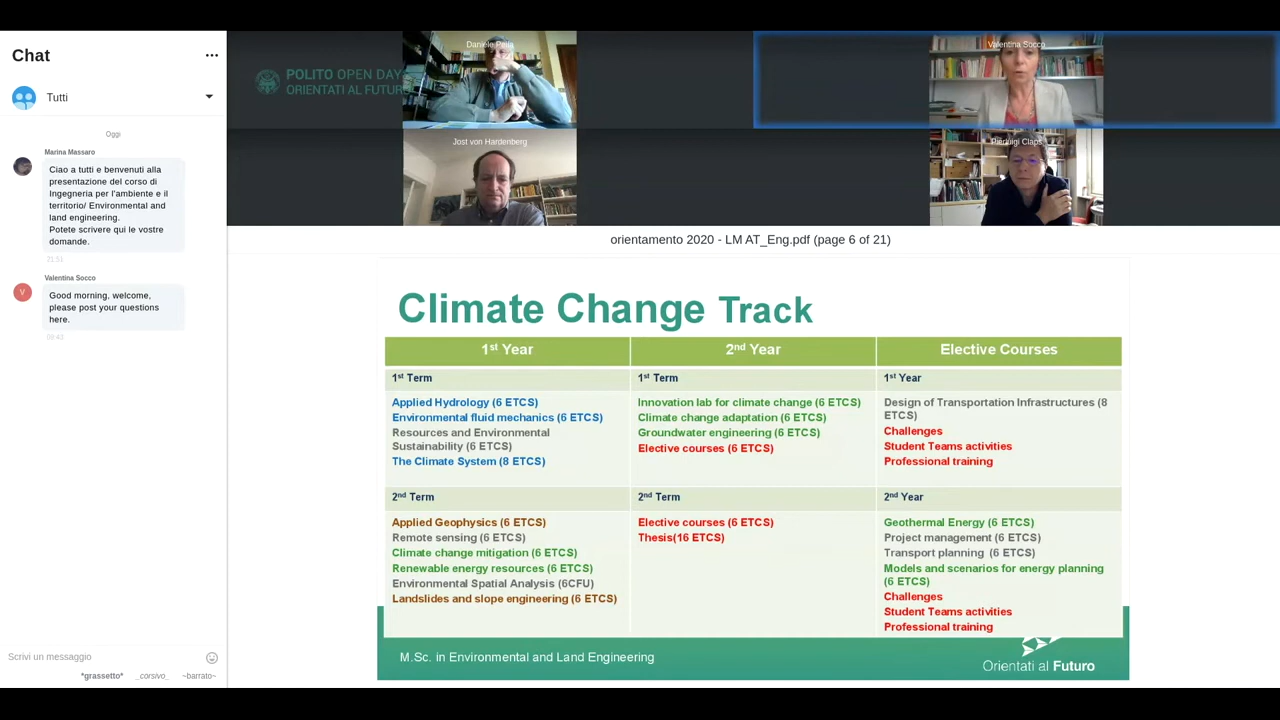 Chat
Tutti
Oggi
Marina Massaro
Ciao a tutti e benvenuti alla
presentazione del corso di
Ingegneria per l'ambiente e il
territorio/ Environmental and
land engineering.
Potete scrivere qui le vostre
domande.
21:51
Valentina Socco
V
Good morning, welcome,
please post your questions
here.
Scrivi un messaggio
*grassetto* _corsivo_ ~barrato~
POLITO OPEN DAYS
ORIENTATI AL FUTURO
Valentina Socco
Jost von Hardenberg
Pierluigi Claps
orientamento 2020 - LM AT_Eng.pdf (page 6 of 21)
Climate Change Track
1st Year
2nd Year
Elective Courses
1st Term
1st Term
1st Year
Applied Hydrology (6 ETCS)
Environmental fluid mechanics (6 ETCS)
Resources and Environmental
Sustainability (6 ETCS)
The Climate System (8 ETCS)
Innovation lab for climate change (6 ETCS)
Climate change adaptation (6 ETCS)
Groundwater engineering (6 ETCS)
Elective courses (6 ETCS)
Design of Transportation Infrastructures (8
ETCS)
Challenges
Student Teams activities
Professional training
2nd Term
2nd Term
2nd Year
Applied Geophysics (6 ETCS)
Remote sensing (6 ETCS)
Climate change mitigation (6 ETCS)
Renewable energy resources (6 ETCS)
Environmental Spatial Analysis (6CFU)
Landslides and slope engineering (6 ETCS)
Elective courses (6 ETCS)
Thesis(16 ETCS)
Geothermal Energy (6 ETCS)
Project management (6 ETCS)
Transport planning (6 ETCS)
Models and scenarios for energy planning
(6 ETCS)
Challenges
Student Teams activities
Professional training
M.Sc. in Environmental and Land Engineering
Orientati al Futuro